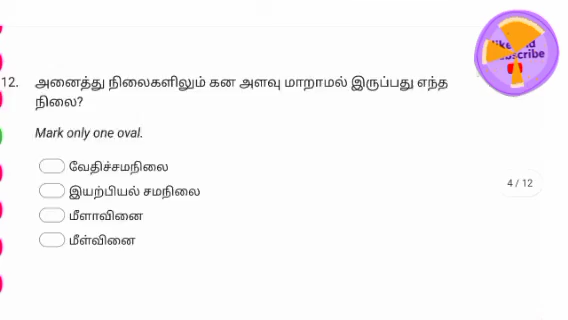 12. அனைத்து நிலைகளிலும் கன அளவு மாறாமல் இருப்பது எந்த
நிலை?
Mark only one oval.
வேதிச்சமநிலை
இயற்பியல் சமநிலை
மீளாவினை
மீள்வினை
4 / 12